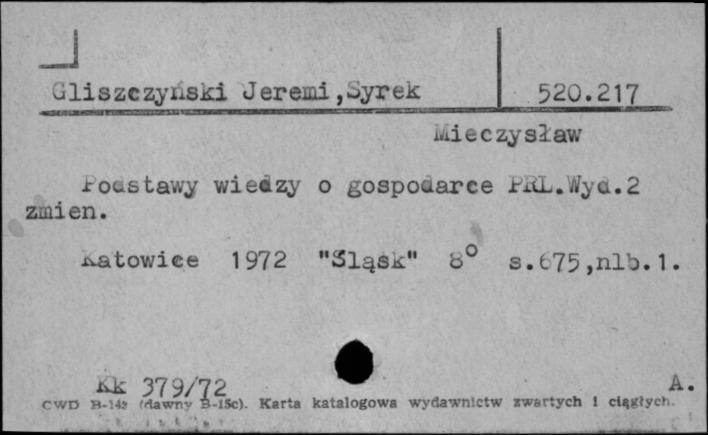 Gliszczyński Jeremi,Syrek 520.217
Mieczysław
Podstawy wiedzy o gospodarce PRL.Wyd.2
zmien.
Katowice 1972 "Śląsk" 8° s.675,nlb.1.
Kk 379/72 A.
CWD B-14z (dawny B-15c). Karta katalogowa wydawnictw zwartych i ciągłych.